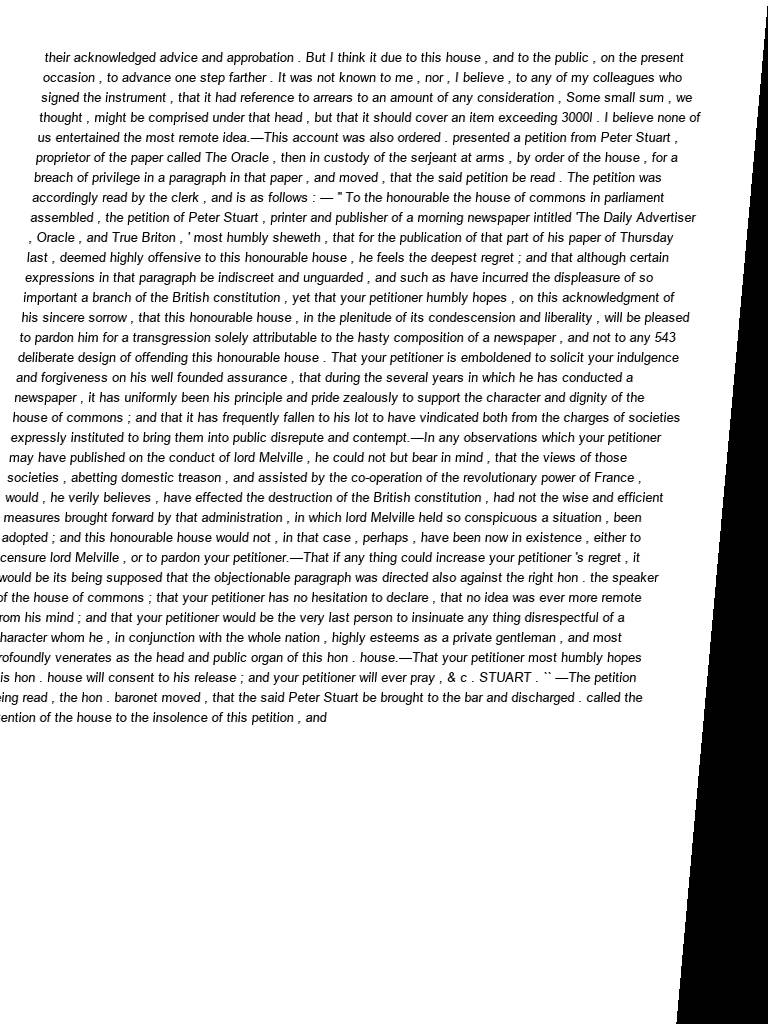 their acknowledged advice and approbation . But I think it due to this house , and to the public , on the present
occasion , to advance one step farther . It was not known to me , nor , I believe , to any of my colleagues who
signed the instrument , that it had reference to arrears to an amount of any consideration , Some small sum , we
thought , might be comprised under that head , but that it should cover an item exceeding 3000l . I believe none of
us entertained the most remote idea.—This account was also ordered . presented a petition from Peter Stuart ,
proprietor of the paper called The Oracle , then in custody of the serjeant at arms , by order of the house , for a
breach of privilege in a paragraph in that paper , and moved , that the said petition be read . The petition was
accordingly read by the clerk , and is as follows : — " To the honourable the house of commons in parliament
assembled , the petition of Peter Stuart , printer and publisher of a morning newspaper intitled 'The Daily Advertiser
, Oracle , and True Briton , ' most humbly sheweth , that for the publication of that part of his paper of Thursday
last , deemed highly offensive to this honourable house , he feels the deepest regret ; and that although certain
expressions in that paragraph be indiscreet and unguarded , and such as have incurred the displeasure of so
important a branch of the British constitution , yet that your petitioner humbly hopes , on this acknowledgment of
his sincere sorrow , that this honourable house , in the plenitude of its condescension and liberality , will be pleased
to pardon him for a transgression solely attributable to the hasty composition of a newspaper , and not to any 543
deliberate design of offending this honourable house . That your petitioner is emboldened to solicit your indulgence
and forgiveness on his well founded assurance , that during the several years in which he has conducted a
newspaper , it has uniformly been his principle and pride zealously to support the character and dignity of the
house of commons ; and that it has frequently fallen to his lot to have vindicated both from the charges of societies
expressly instituted to bring them into public disrepute and contempt.—In any observations which your petitioner
may have published on the conduct of lord Melville , he could not but bear in mind , that the views of those
societies , abetting domestic treason , and assisted by the co-operation of the revolutionary power of France ,
would , he verily believes , have effected the destruction of the British constitution , had not the wise and efficient
measures brought forward by that administration , in which lord Melville held so conspicuous a situation , been
adopted ; and this honourable house would not , in that case , perhaps , have been now in existence , either to
censure lord Melville , or to pardon your petitioner.—That if any thing could increase your petitioner 's regret , it
would be its being supposed that the objectionable paragraph was directed also against the right hon . the speaker
of the house of commons ; that your petitioner has no hesitation to declare , that no idea was ever more remote
from his mind ; and that your petitioner would be the very last person to insinuate any thing disrespectful of a
haracter whom he , in conjunction with the whole nation , highly esteems as a private gentleman , and most
rofoundly venerates as the head and public organ of this hon . house.—That your petitioner most humbly hopes
is hon . house will consent to his release ; and your petitioner will ever pray , & c . STUART . `` —The petition
eing read , the hon . baronet moved , that the said Peter Stuart be brought to the bar and discharged . called the
tention of the house to the insolence of this petition , and